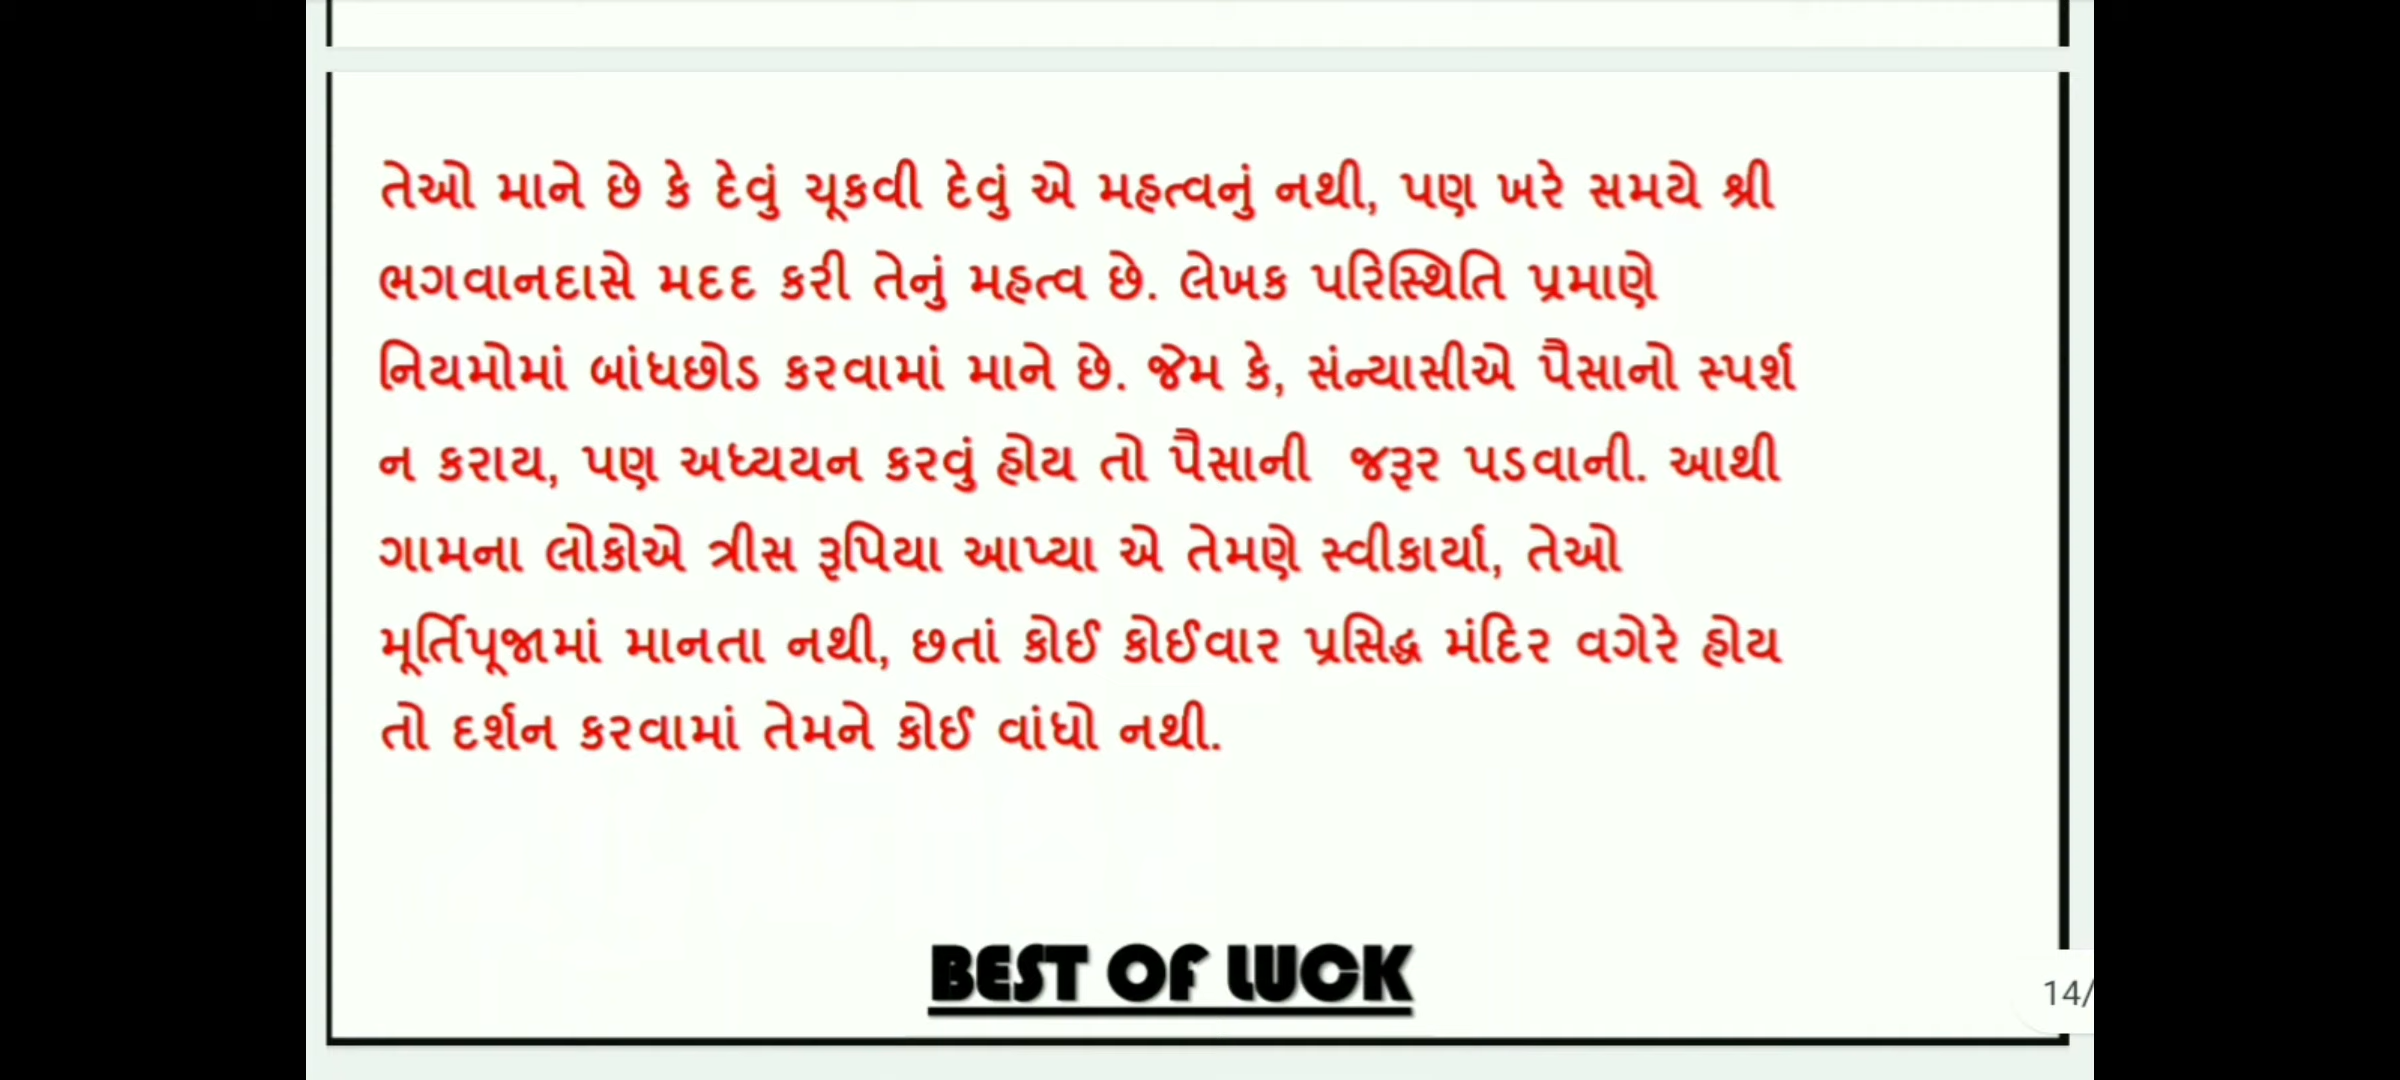 તેઓ માને છે કે દેવું ચૂકવી દેવું એ મહત્વનું નથી, પણ ખરે સમયે શ્રી
ભગવાનદાસે મદદ કરી તેનું મહત્વ છે. લેખક પરિસ્થિતિ પ્રમાણે
નિયમોમાં બાંધછોડ કરવામાં માને છે. જેમ કે, સંન્યાસીએ પૈસાનો સ્પર્શ
ન કરાય, પણ અધ્યયન કરવું હોય તો પૈસાની જરૂર પડવાની. આથી
ગામના લોકોએ ત્રીસ રૂપિયા આપ્યા એ તેમણે સ્વીકાર્યા, તેઓ
મૂર્તિપૂજામાં માનતા નથી, છતાં કોઈ કોઈવાર પ્રસિદ્ધ મંદિર વગેરે હોય
તો દર્શન કરવામાં તેમને કોઈ વાંધો નથી.
BEST OF LUCK
14/